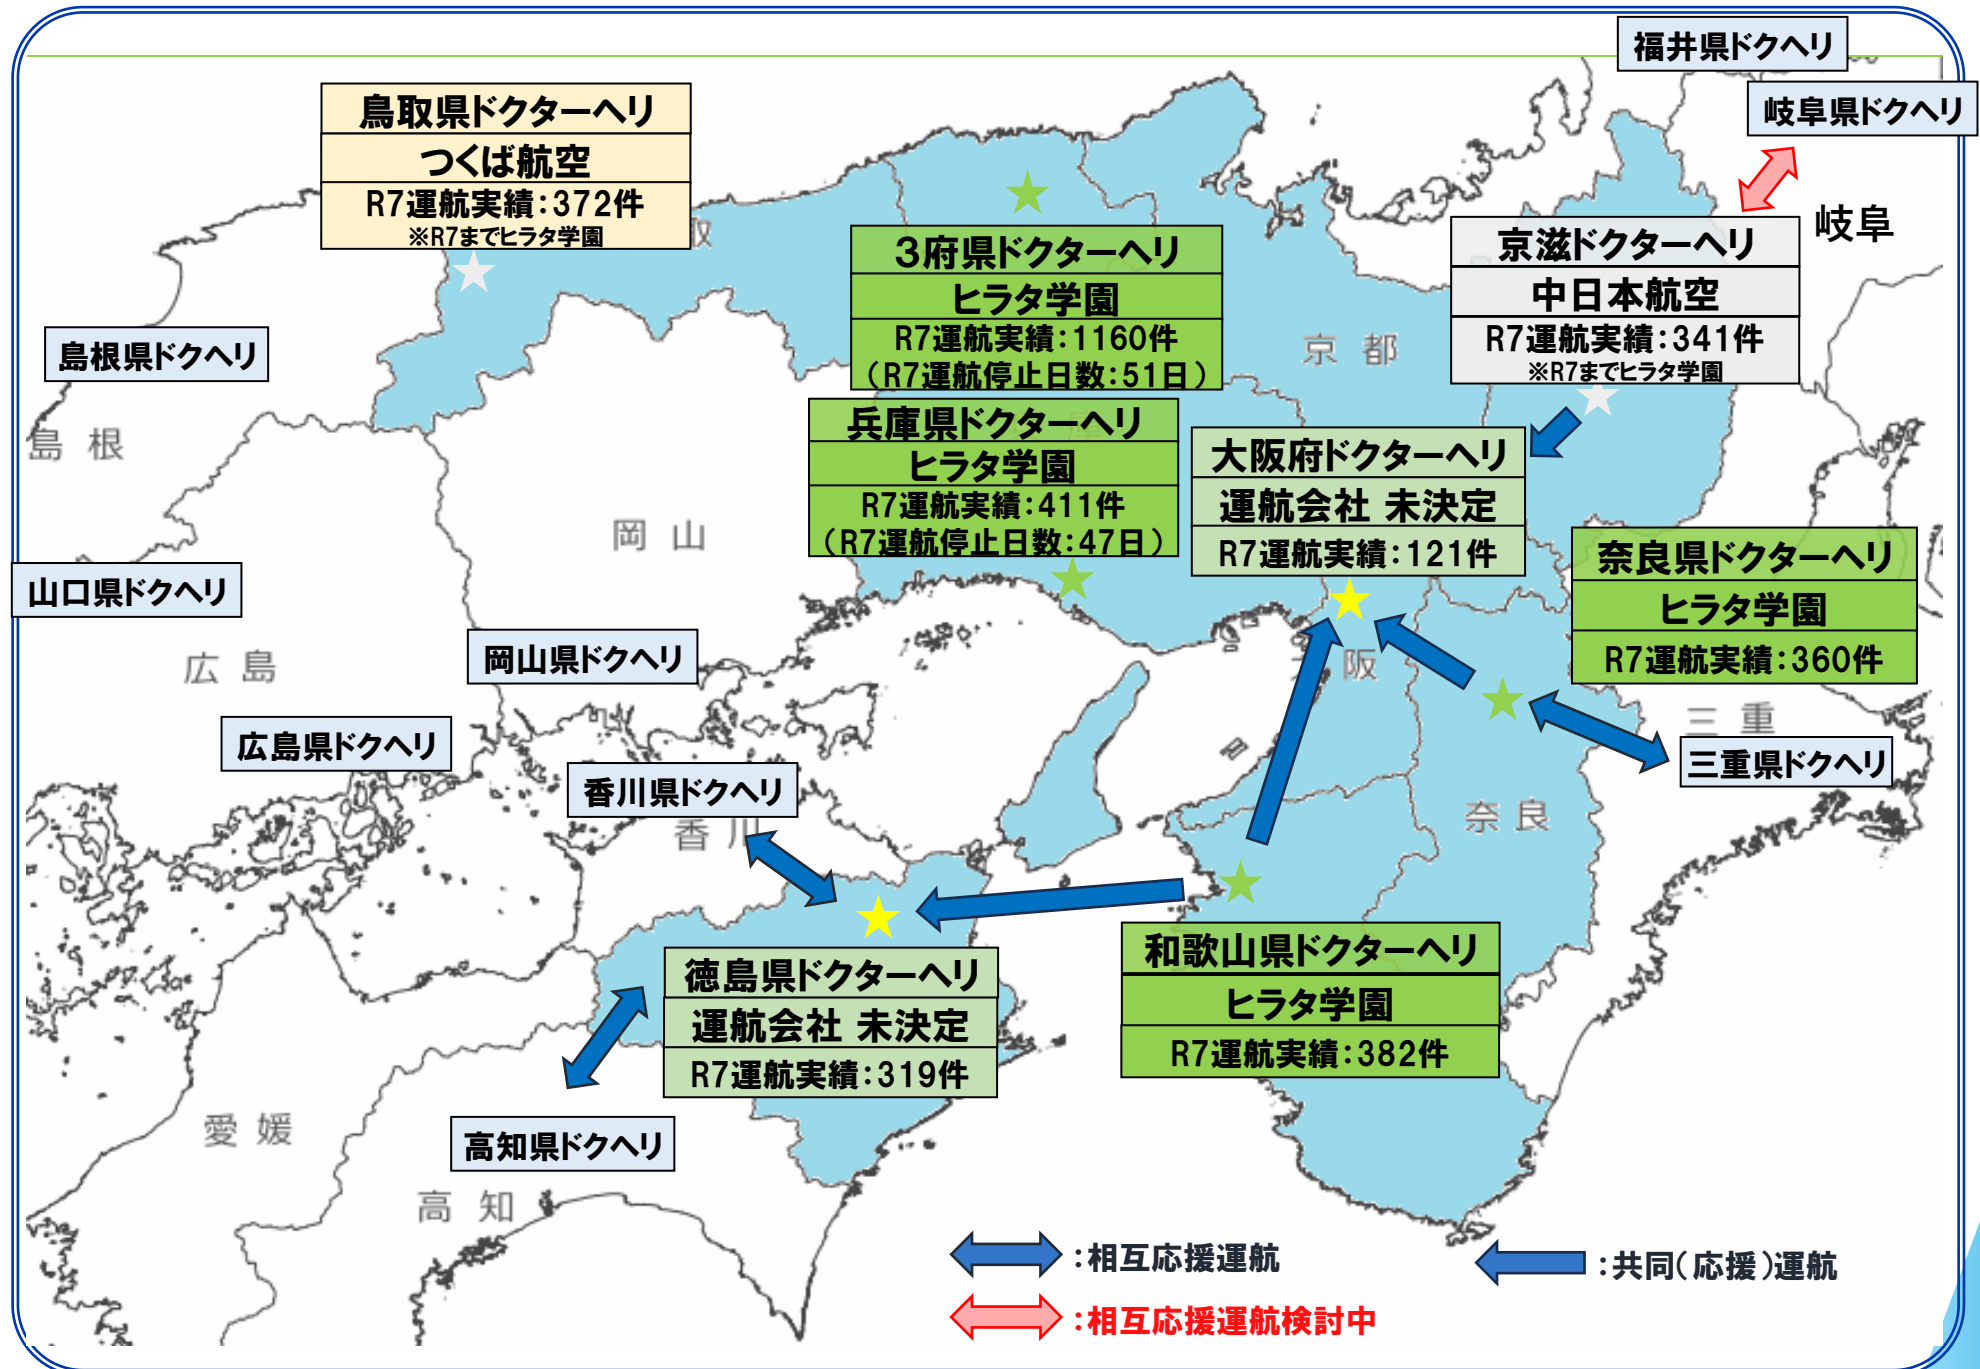 福井県ドクヘリ
岐阜県ドクヘリ
鳥取県ドクターヘリ
つくば航空
R7運航実績：372件
※R7までヒラタ学園
取
岐阜
3府県ドクターヘリ
ヒラタ学園
R7運航実績：1160件
（R7運航停止日数：51日）
京滋ドクターヘリ
中日本航空
R7運航実績：341件
※R7までヒラタ学園
島根県ドクヘリ
京都
島根
兵庫県ドクターヘリ
ヒラタ学園
R7運航実績：411件
（R7運航停止日数：47日）
大阪府ドクターヘリ
運航会社 未決定
R7運航実績：121件
岡山
奈良県ドクターヘリ
ヒラタ学園
R7運航実績：360件
山口県ドクヘリ
岡山県ドクヘリ
広島
阪
三重
広島県ドクヘリ
三重県ドクヘリ
香川県ドクヘリ
香川
奈良
徳島県ドクターヘリ
運航会社 未決定
R7運航実績：319件
和歌山県ドクターヘリ
ヒラタ学園
R7運航実績：382件
愛媛
高知県ドクヘリ
高知
：相互応援運航
：共同（応援）運航
：相互応援運航検討中